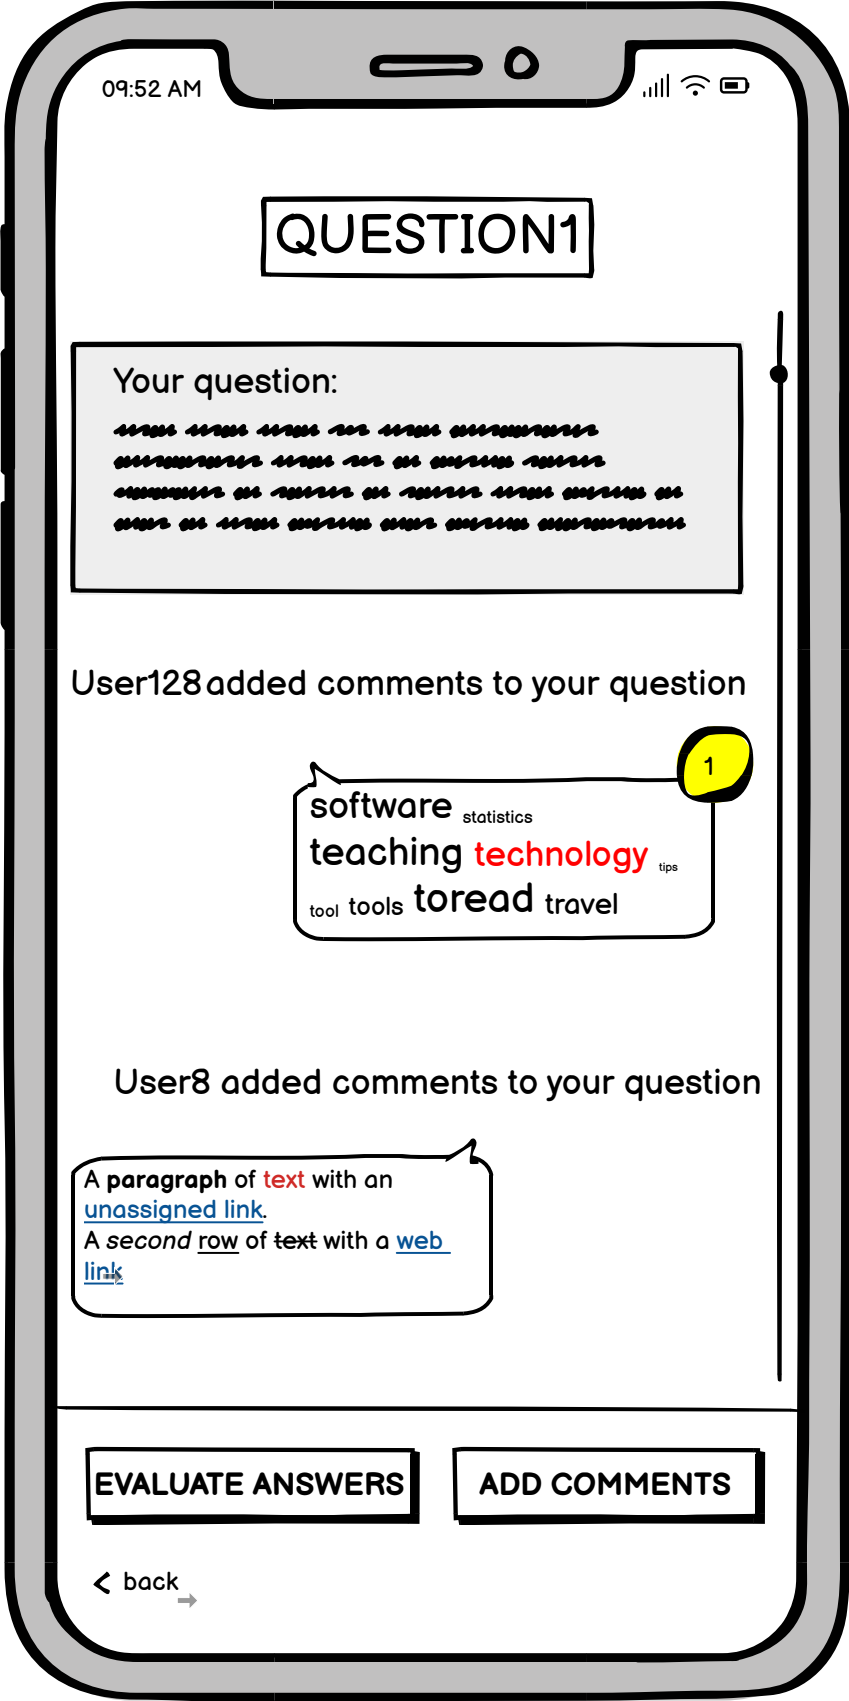 09:52 AM
QUESTION1
Your question:
User128 added comments to your question
1
software statistics
teaching technology tips
tool tools toread travel
User8 added comments to your question
A paragraph of text with an
unassigned link.
A second row of text with a web
link
EVALUATE ANSWERS
ADD COMMENTS
back